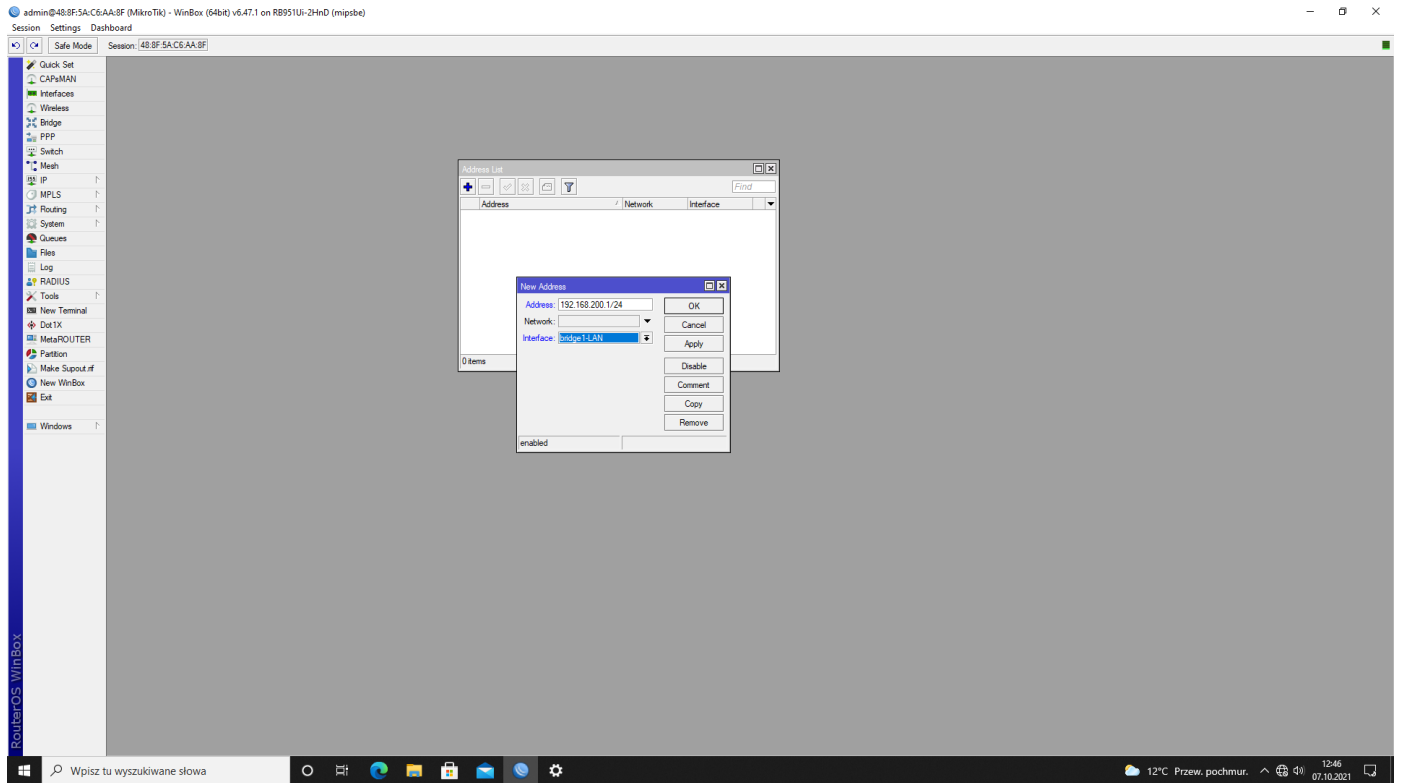 admin@48:8F:5A:C6:AA:8F (MikroTik) - WinBox (64bit) v6.47.1 on RB951Ui-2HnD (mipsbe)
Session Settings Dashboard
Safe Mode Session: 48:8F:5A:C6:AA:8F
Quick Set
CAPsMAN
Interfaces
Wireless
Bridge
PPP
Switch
Mesh
IP
MPLS
Routing
System
Queues
Files
Log
RADIUS
Tools
New Terminal
Dot1X
MetaROUTER
Partition
Make Supout.rif
New WinBox
Exit
Windows
RouterOS WinBox
Address List
Find
Address Network Interface
0 items
New Address
Address: 192.168.200.1/24 OK
Network: Cancel
Interface: bridge1-LAN Apply
Disable
Comment
Copy
Remove
enabled
Wpisz tu wyszukiwane słowa
12°C Przew. pochmur.
12:46
07.10.2021